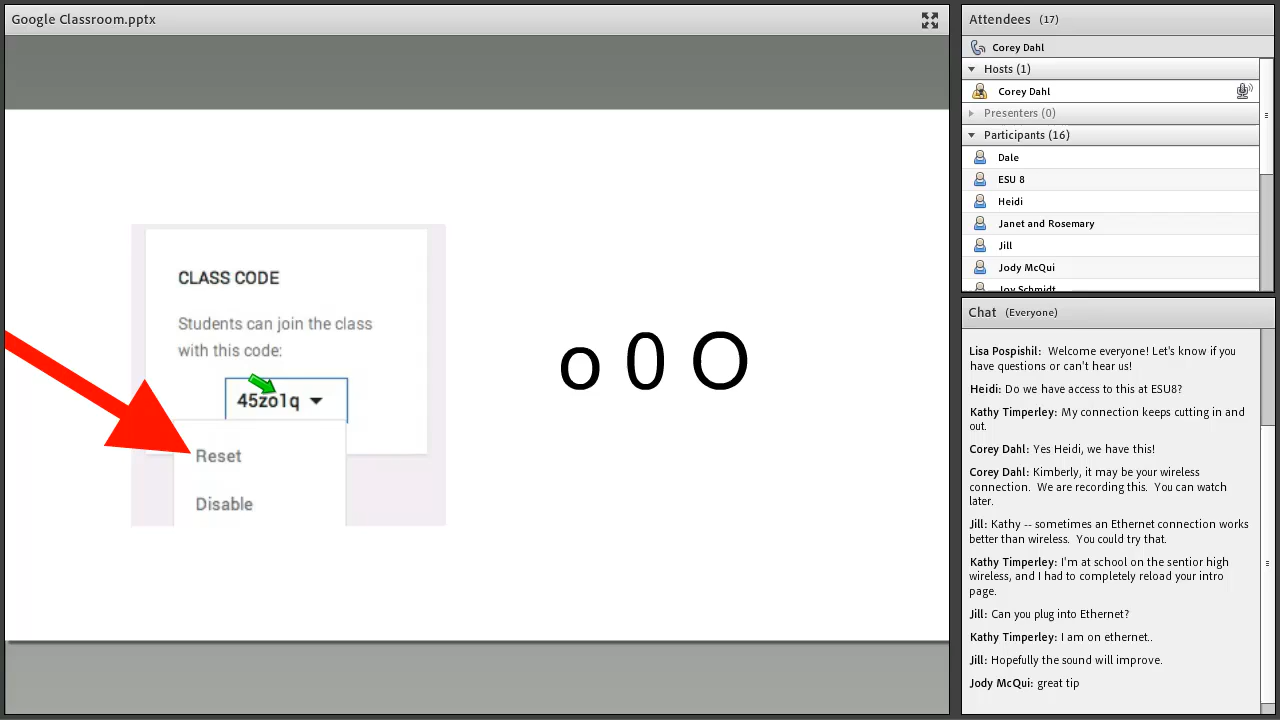 Google Classroom.pptx
CLASS CODE
Students can join the class
with this code:
45zo1q
Reset
Disable
o 0 O
Attendees (17)
Corey Dahl
Hosts (1)
Corey Dahl
Presenters (0)
Participants (16)
Dale
ESU 8
Heidi
Janet and Rosemary
Jill
Jody McQui
Joy Schmidt
Chat (Everyone)
Lisa Pospishil: Welcome everyone! Let's know if you
have questions or can't hear us!
Heidi: Do we have access to this at ESU8?
Kathy Timperley: My connection keeps cutting in and
out.
Corey Dahl: Yes Heidi, we have this!
Corey Dahl: Kimberly, it may be your wireless
connection. We are recording this. You can watch
later.
Jill: Kathy -- sometimes an Ethernet connection works
better than wireless. You could try that.
Kathy Timperley: I'm at school on the sentior high
wireless, and I had to completely reload your intro
page.
Jill: Can you plug into Ethernet?
Kathy Timperley: I am on ethernet..
Jill: Hopefully the sound will improve.
Jody McQui: great tip